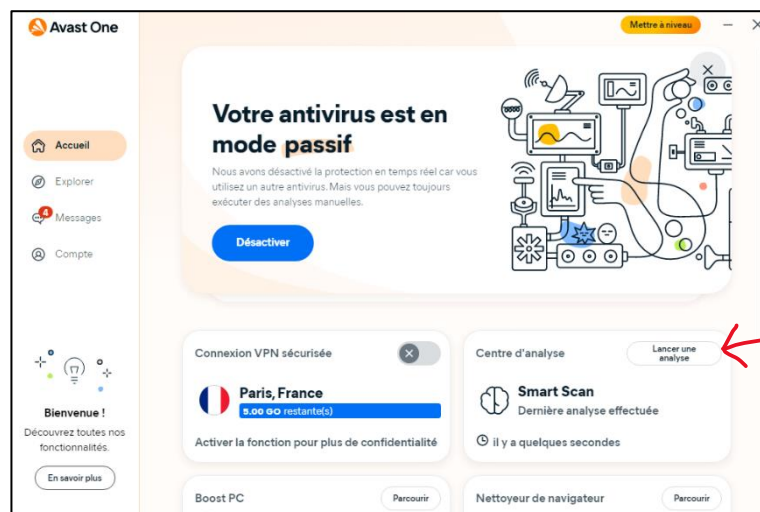 Avast One
Mettre à niveau
Accueil
Explorer
4
Messages
Compte
Bienvenue !
Découvrez toutes nos
fonctionnalités.
En savoir plus
Votre antivirus est en
mode passif
Nous avons désactivé la protection en temps réel car vous
utilisez un autre antivirus. Mais vous pouvez toujours
exécuter des analyses manuelles.
Désactiver
Connexion VPN sécurisée
Paris, France
5.00 GO restante(s)
Activer la fonction pour plus de confidentialité
Centre d'analyse
Lancer une
analyse
Smart Scan
Dernière analyse effectuée
il y a quelques secondes
Boost PC
Parcourir
Nettoyeur de navigateur
Parcourir